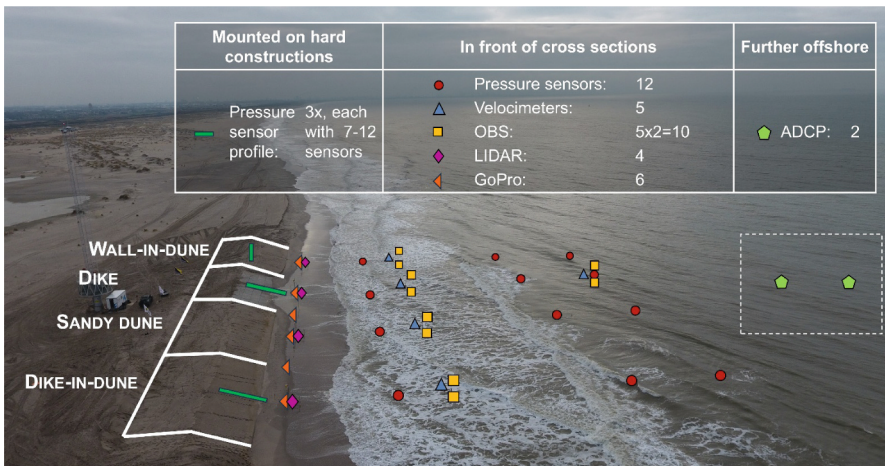 Mounted on hard
constructions
In front of cross sections
Further offshore
Pressure sensor profile: 3x, each with 7-12 sensors
Pressure sensors: 12
Velocimeters: 5
OBS: 5x2=10
LIDAR: 4
GoPro: 6
ADCP: 2
WALL-IN-DUNE
DIKE
SANDY DUNE
DIKE-IN-DUNE